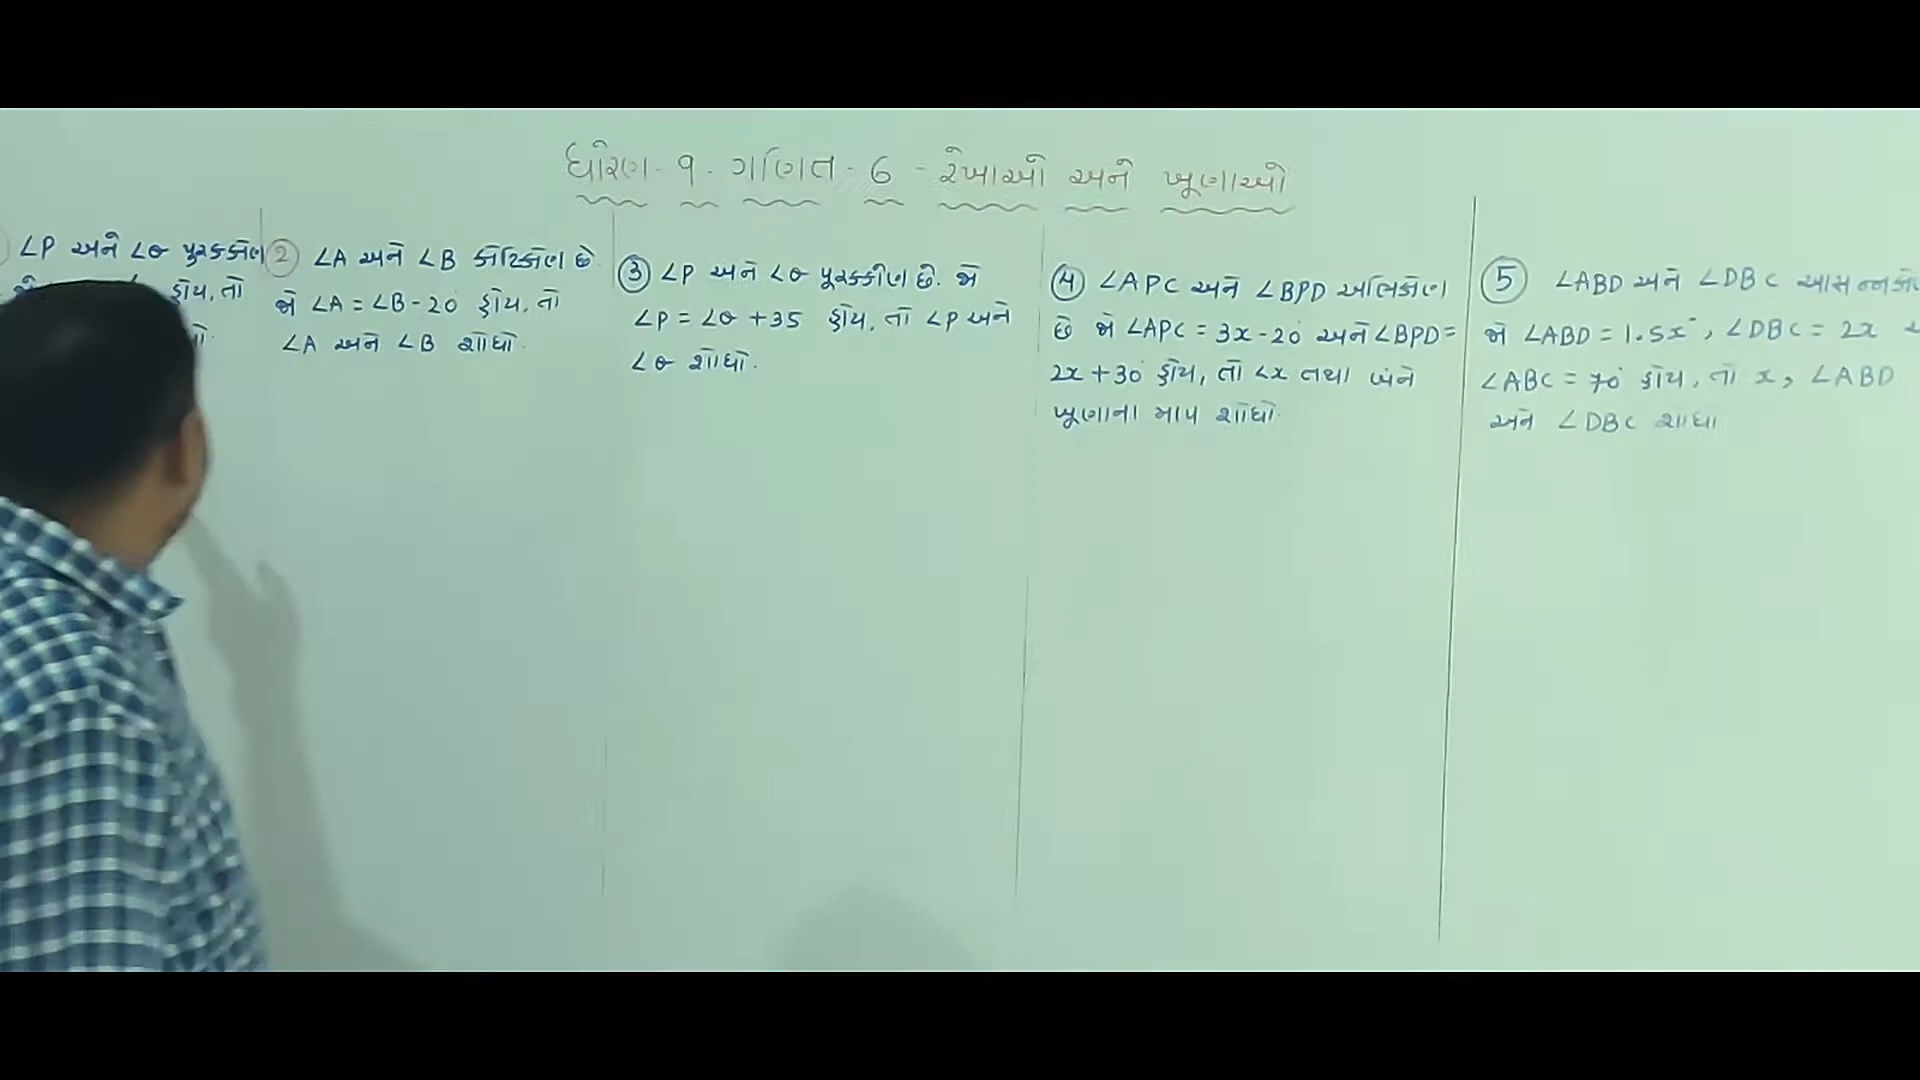 ધોરણ - ૧ - ગણિત - 6 - રેખાઓ અને ખૂણાઓ
∠P અને ∠Q પુરકકોણ
હોય, તો
② ∠A અને ∠B કોટિકોણ છે.
જો ∠A = ∠B - 20° હોય, તો
∠A અને ∠B શોધો.
③ ∠P અને ∠Q પૂરકકોણ છે. જો
∠P = ∠Q + 35 હોય, તો ∠P અને
∠Q શોધો.
④ ∠APC અને ∠BPD અભિકોણ
છે જો ∠APC = 3x - 20° અને ∠BPD =
2x + 30° હોય, તો ∠x તથા બંને
ખૂણાના માપ શોધો.
⑤ ∠ABD અને ∠DBC આસન્નકોણ
જો ∠ABD = 1.5x°, ∠DBC = 2x
∠ABC = 70° હોય, તો x, ∠ABD
અને ∠DBC શોધો